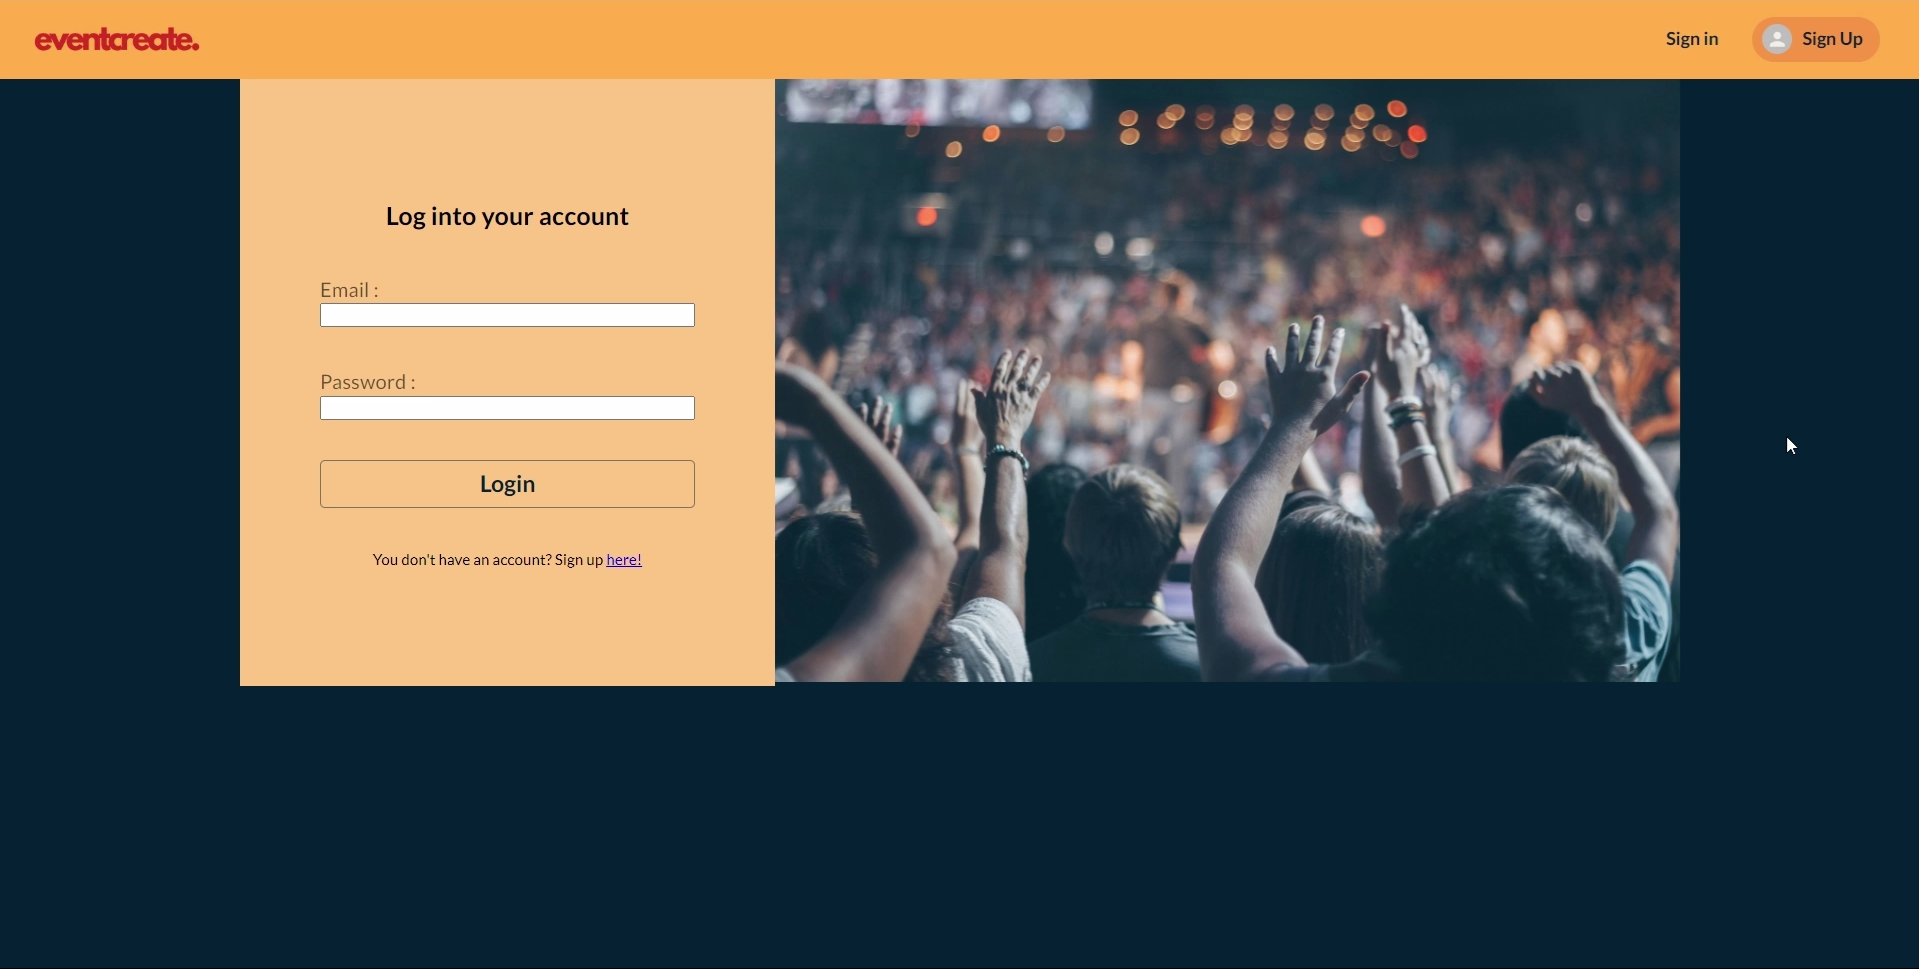 eventcreate.
Sign in
Sign Up
Log into your account
Email :
Password :
Login
You don't have an account? Sign up here!